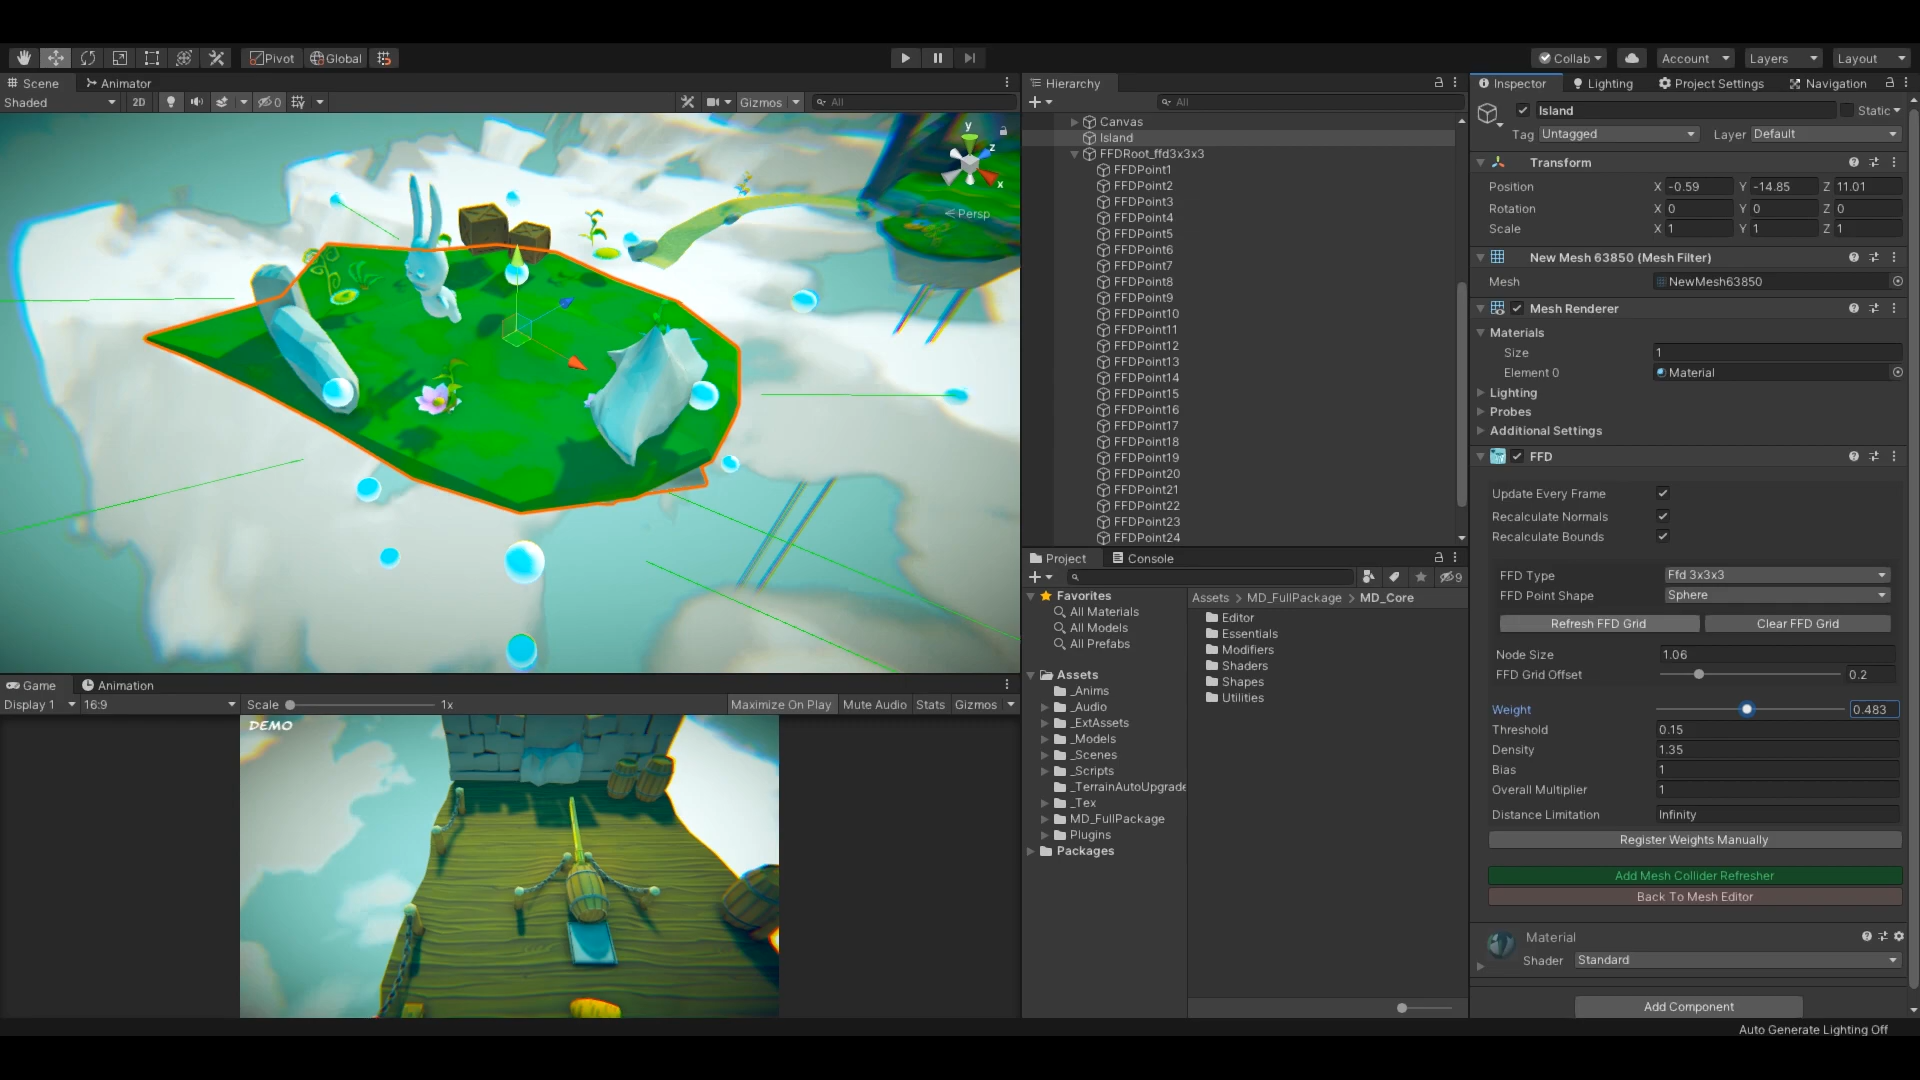 Pivot Global
Collab Account Layers Layout
Scene Animator
Shaded 2D 0 Gizmos All
y
z
x
Persp
Hierarchy
All
Canvas
Island
FFDRoot_ffd3x3x3
FFDPoint1
FFDPoint2
FFDPoint3
FFDPoint4
FFDPoint5
FFDPoint6
FFDPoint7
FFDPoint8
FFDPoint9
FFDPoint10
FFDPoint11
FFDPoint12
FFDPoint13
FFDPoint14
FFDPoint15
FFDPoint16
FFDPoint17
FFDPoint18
FFDPoint19
FFDPoint20
FFDPoint21
FFDPoint22
FFDPoint23
FFDPoint24
Inspector Lighting Project Settings Navigation
Island Static
Tag Untagged Layer Default
Transform
Position X -0.59 Y -14.85 Z 11.01
Rotation X 0 Y 0 Z 0
Scale X 1 Y 1 Z 1
New Mesh 63850 (Mesh Filter)
Mesh NewMesh63850
Mesh Renderer
Materials
Size 1
Element 0 Material
Lighting
Probes
Additional Settings
FFD
Update Every Frame
Recalculate Normals
Recalculate Bounds
FFD Type Ffd 3x3x3
FFD Point Shape Sphere
Refresh FFD Grid Clear FFD Grid
Node Size 1.06
FFD Grid Offset 0.2
Weight 0.483
Threshold 0.15
Density 1.35
Bias 1
Overall Multiplier 1
Distance Limitation Infinity
Register Weights Manually
Add Mesh Collider Refresher
Back To Mesh Editor
Material
Shader Standard
Add Component
Auto Generate Lighting Off
Project Console
9
Favorites
All Materials
All Models
All Prefabs
Assets
_Anims
_Audio
_ExtAssets
_Models
_Scenes
_Scripts
_TerrainAutoUpgrade
_Tex
MD_FullPackage
Plugins
Packages
Assets > MD_FullPackage > MD_Core
Editor
Essentials
Modifiers
Shaders
Shapes
Utilities
Game Animation
Display 1 16:9 Scale 1x Maximize On Play Mute Audio Stats Gizmos
DEMO